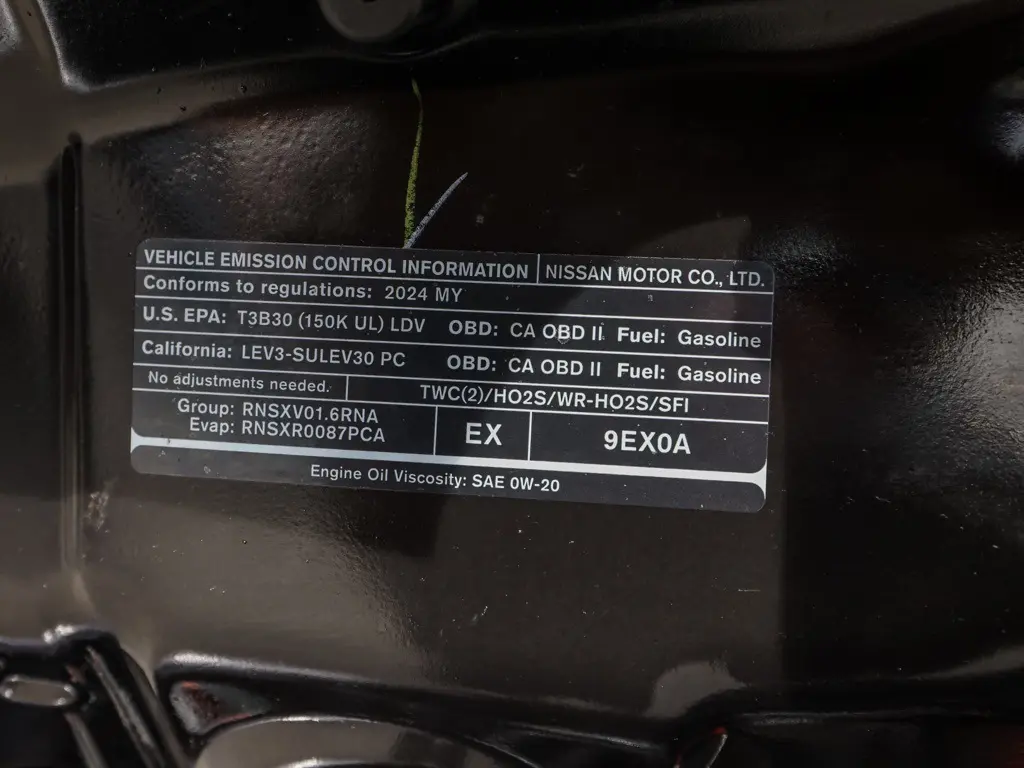 VEHICLE EMISSION CONTROL INFORMATION NISSAN MOTOR CO., LTD.
Conforms to regulations: 2024 MY
U.S. EPA: T3B30 (150K UL) LDV OBD: CA OBD II Fuel: Gasoline
California: LEV3-SULEV30 PC OBD: CA OBD II Fuel: Gasoline
No adjustments needed. TWC(2)/HO2S/WR-HO2S/SFI
Group: RNSXV01.6RNA
Evap: RNSXR0087PCA EX 9EX0A
Engine Oil Viscosity: SAE 0W-20